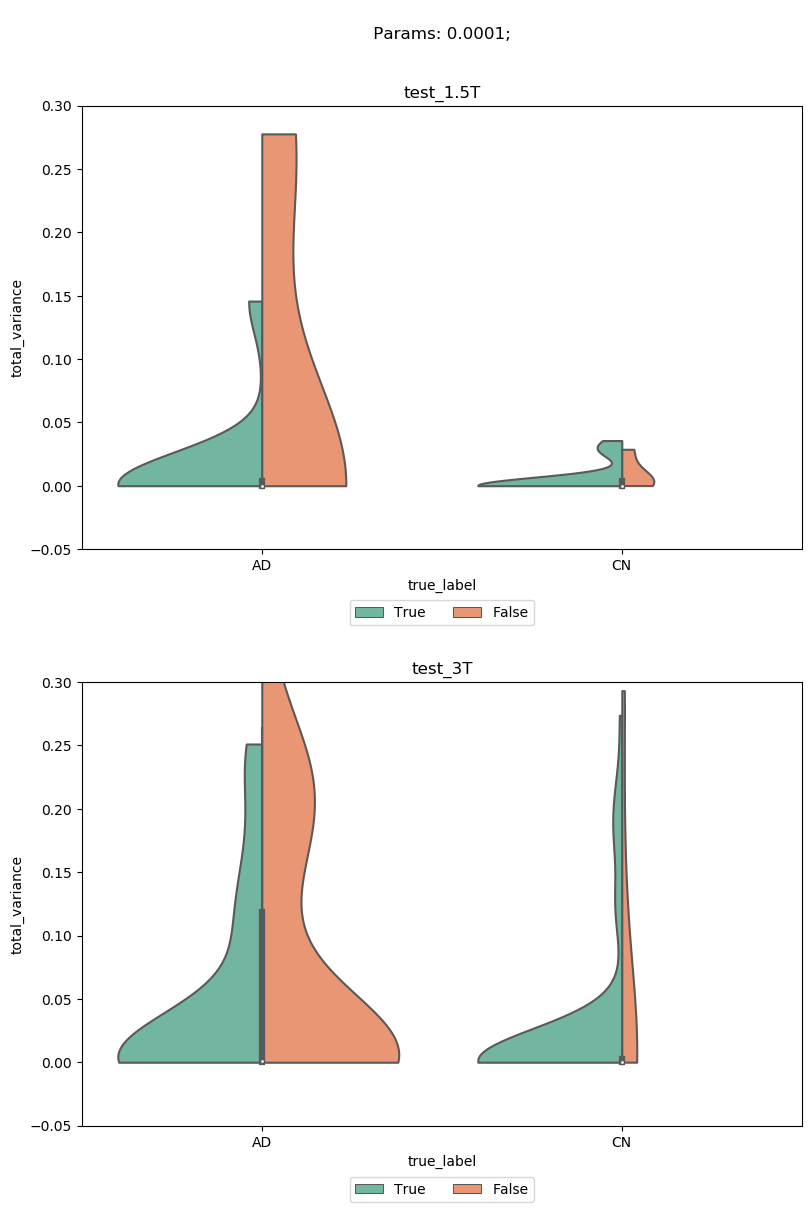 Params: 0.0001;
test_1.5T
0.30
0.25
0.20
0.15
0.10
0.05
0.00
−0.05
total_variance
AD CN
true_label
True False
test_3T
0.30
0.25
0.20
0.15
0.10
0.05
0.00
−0.05
total_variance
AD CN
true_label
True False